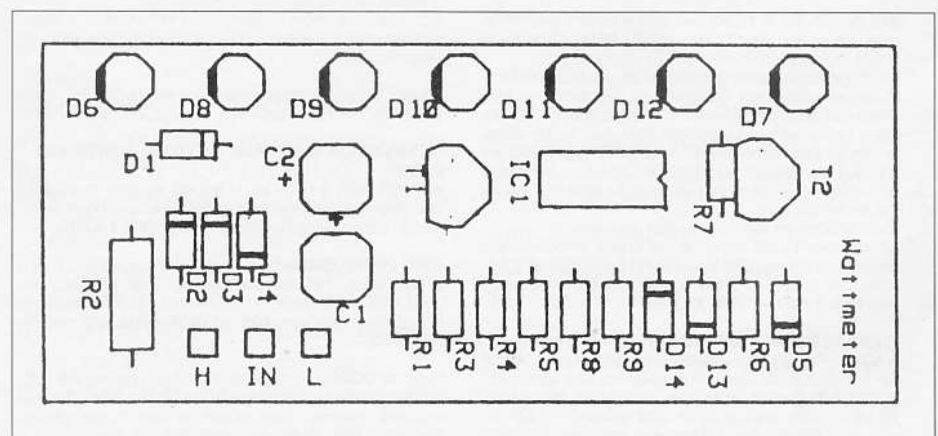 D6 D8 D9 D10 D11 D12 D7
D1 C2 + T1 IC1 R7 T2
R2 D2 D3 D4 + C1
R1 R3 R4 R5 R8 R9 D14 D13 R6 D5
H IN L
Wattmeter